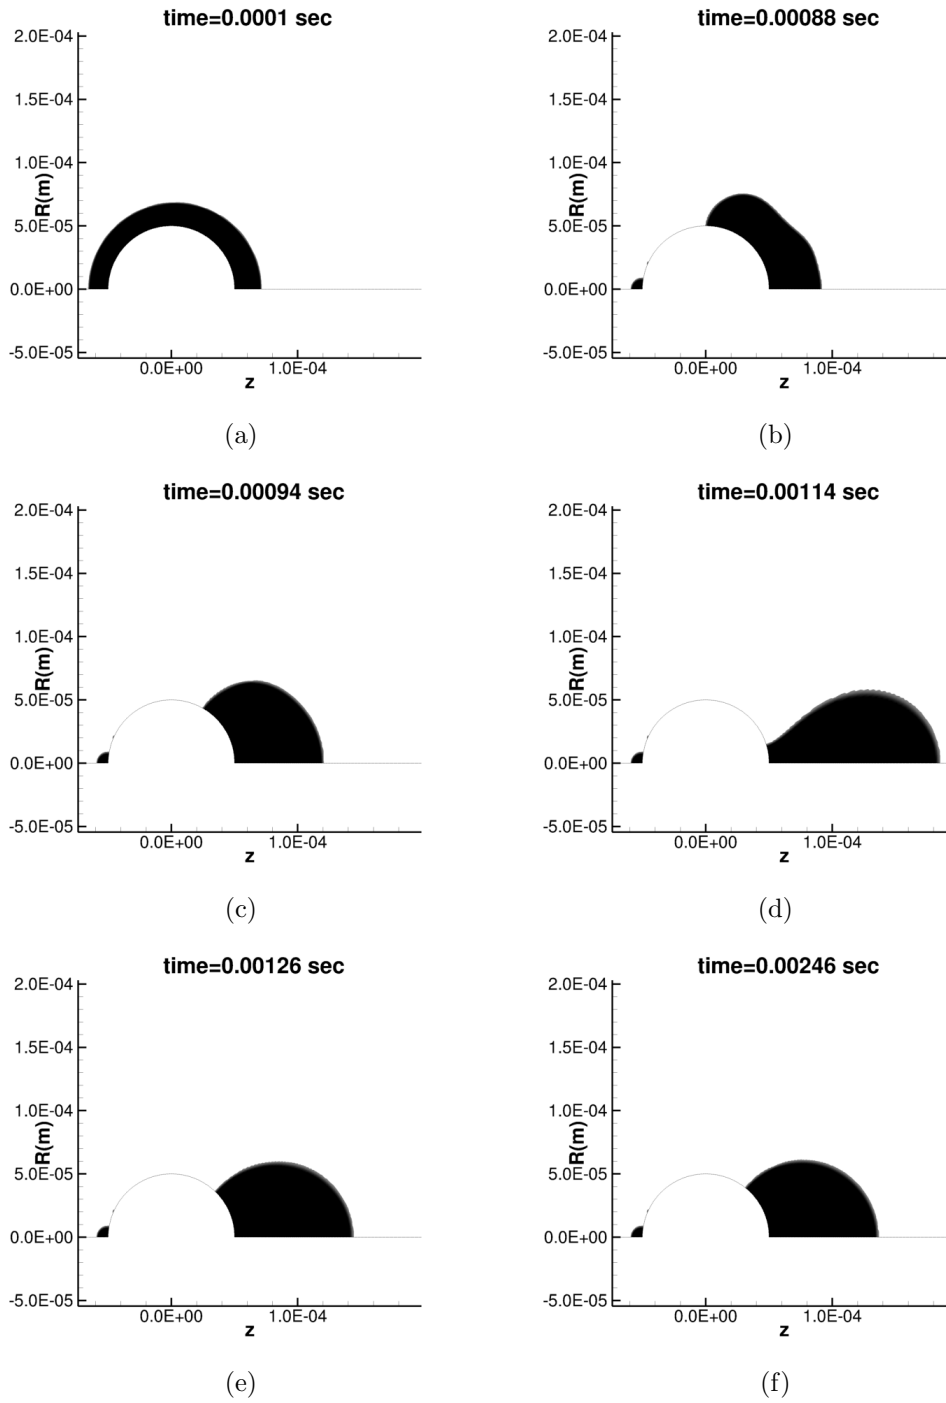 time=0.0001 sec
2.0E-04
1.5E-04
1.0E-04
R(m)
5.0E-05
0.0E+00
-5.0E-05
0.0E+00 1.0E-04
z
(a)
time=0.00088 sec
2.0E-04
1.5E-04
1.0E-04
R(m)
5.0E-05
0.0E+00
-5.0E-05
0.0E+00 1.0E-04
z
(b)
time=0.00094 sec
2.0E-04
1.5E-04
1.0E-04
R(m)
5.0E-05
0.0E+00
-5.0E-05
0.0E+00 1.0E-04
z
(c)
time=0.00114 sec
2.0E-04
1.5E-04
1.0E-04
R(m)
5.0E-05
0.0E+00
-5.0E-05
0.0E+00 1.0E-04
z
(d)
time=0.00126 sec
2.0E-04
1.5E-04
1.0E-04
R(m)
5.0E-05
0.0E+00
-5.0E-05
0.0E+00 1.0E-04
z
(e)
time=0.00246 sec
2.0E-04
1.5E-04
1.0E-04
R(m)
5.0E-05
0.0E+00
-5.0E-05
0.0E+00 1.0E-04
z
(f)